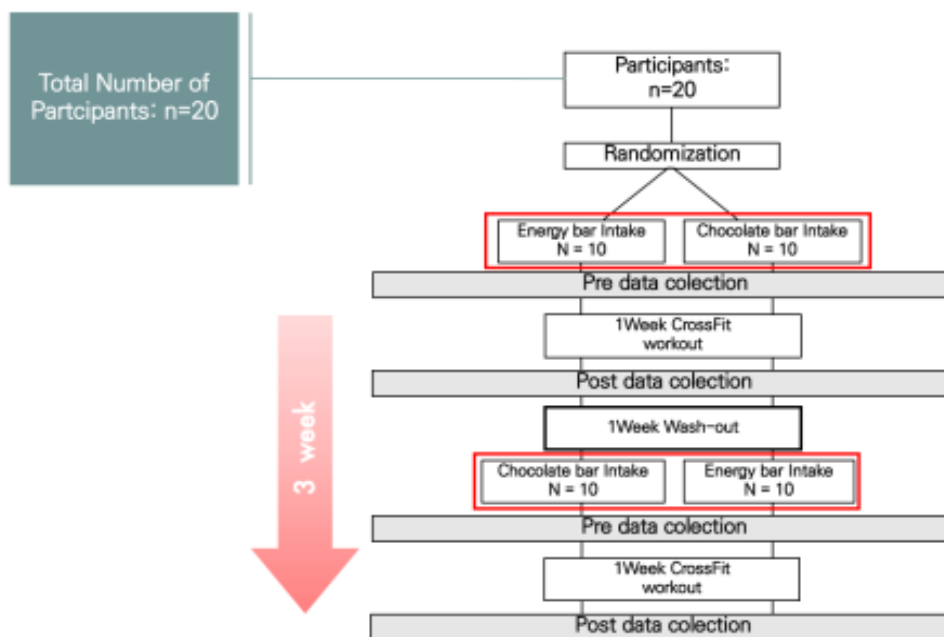 Total Number of
Partcipants: n=20
Participants:
n=20
Randomization
Energy bar Intake
N = 10
Chocolate bar Intake
N = 10
Pre data colection
1Week CrossFit
workout
Post data colection
3 week
1Week Wash-out
Chocolate bar Intake
N = 10
Energy bar Intake
N = 10
Pre data colection
1Week CrossFit
workout
Post data colection